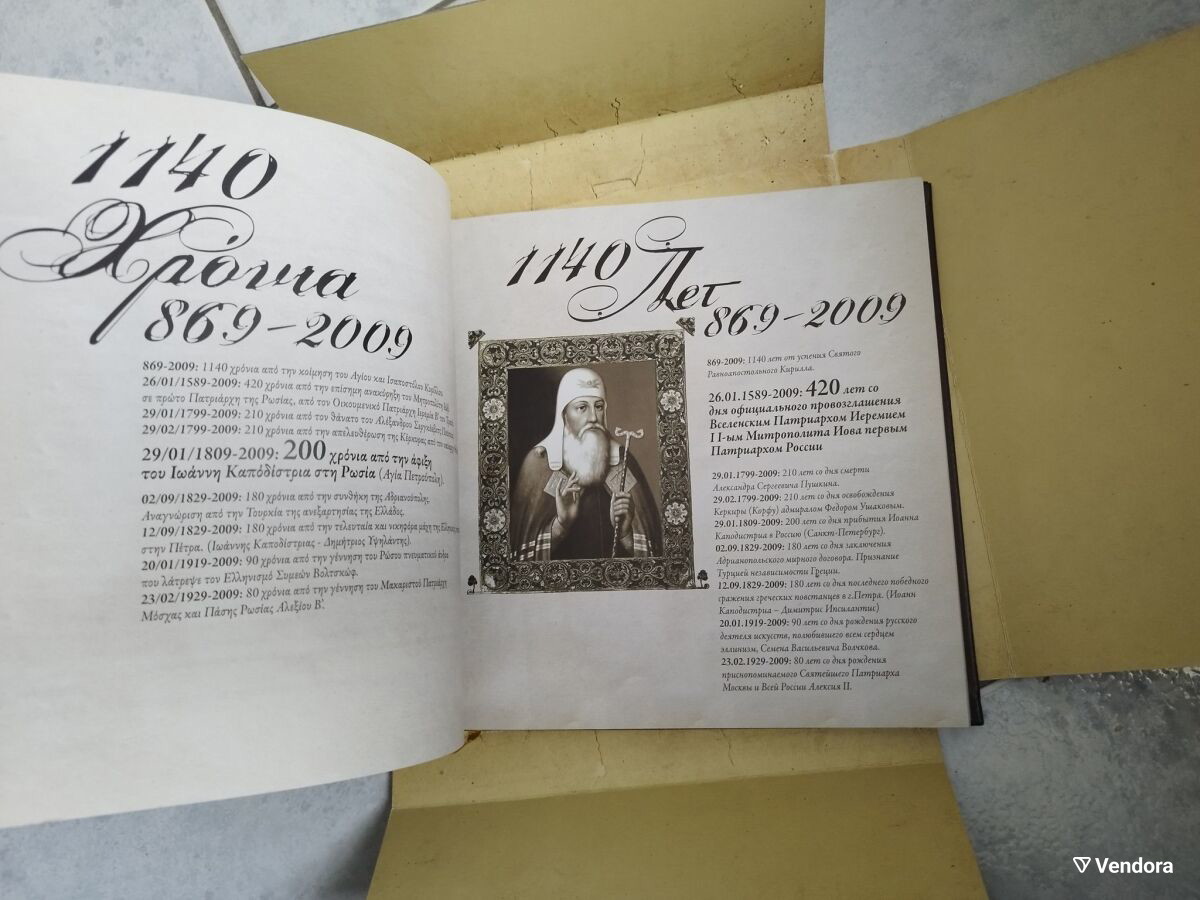 1140
Χρόνια
869-2009
869-2009: 1140 χρόνια από την κοίμηση του Αγίου και Ισαποστόλου Κυρίλλου.
26/01/1589-2009: 420 χρόνια από την επίσημη ανακήρυξη του Μητροπολίτη Ιώβ
σε πρώτο Πατριάρχη της Ρωσίας, από τον Οικουμενικό Πατριάρχη Ιερεμία Β'
29/01/1799-2009: 210 χρόνια από τον θάνατο του Αλέξανδρου
29/02/1799-2009: 210 χρόνια από την απελευθέρωση της Κέρκυρας από τον
29/01/1809-2009: 200 χρόνια από την άφιξη
του Ιωάννη Καποδίστρια στη Ρωσία (Αγία Πετρούπολη).
02/09/1829-2009: 180 χρόνια από την συνθήκη της Αδριανούπολης.
Αναγνώριση από την Τουρκία της ανεξαρτησίας της Ελλάδος.
12/09/1829-2009: 180 χρόνια από την τελευταία και νικηφόρα μάχη της
στην Πέτρα. (Ιωάννης Καποδίστριας - Δημήτριος Υψηλάντης).
20/01/1919-2009: 90 χρόνια από την γέννηση του Ρώσου πνευματικού
που λάτρεψε τον Ελληνισμό Συμεών Βολτσκώφ.
23/02/1929-2009: 80 χρόνια από την γέννηση του Μακαριστού Πατριάρχη
Μόσχας και Πάσης Ρωσίας Αλεξίου Β'.
1140 Лет
869-2009
869-2009: 1140 лет от успения Святого
Равноапостольного Кирилла.
26.01.1589-2009: 420 лет со
дня официального провозглашения
Вселенским Патриархом Иеремием
II-ым Митрополита Иова первым
Патриархом России
29.01.1799-2009: 210 лет со дня смерти
Александра Сергеевича Пушкина.
29.02.1799-2009: 210 лет со дня освобождения
Керкиры (Корфу) адмиралом Федором Ушаковым.
29.01.1809-2009: 200 лет со дня прибытия Иоанна
Каподистриа в Россию (Санкт-Петербург).
02.09.1829-2009: 180 лет со дня заключения
Адрианопольского мирного договора. Признание
Турцией независимости Греции.
12.09.1829-2009: 180 лет со дня последнего победного
сражения греческих повстанцев в г.Петра. (Иоанн
Каподистриа – Димитрис Ипсилантис)
20.01.1919-2009: 90 лет со дня рождения русского
деятеля искусств, полюбившего всем сердцем
эллинизм, Семена Васильевича Волчкова.
23.02.1929-2009: 80 лет со дня рождения
приснопоминаемого Святейшего Патриарха
Москвы и Всей России Алексия II.
Vendora